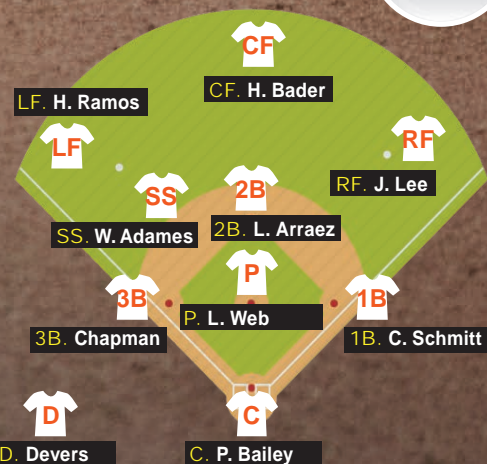 CF
CF. H. Bader
LF. H. Ramos
LF
RF
RF. J. Lee
SS
2B
SS. W. Adames
2B. L. Arraez
P
3B
1B
P. L. Web
3B. Chapman
1B. C. Schmitt
D
C
D. Devers
C. P. Bailey